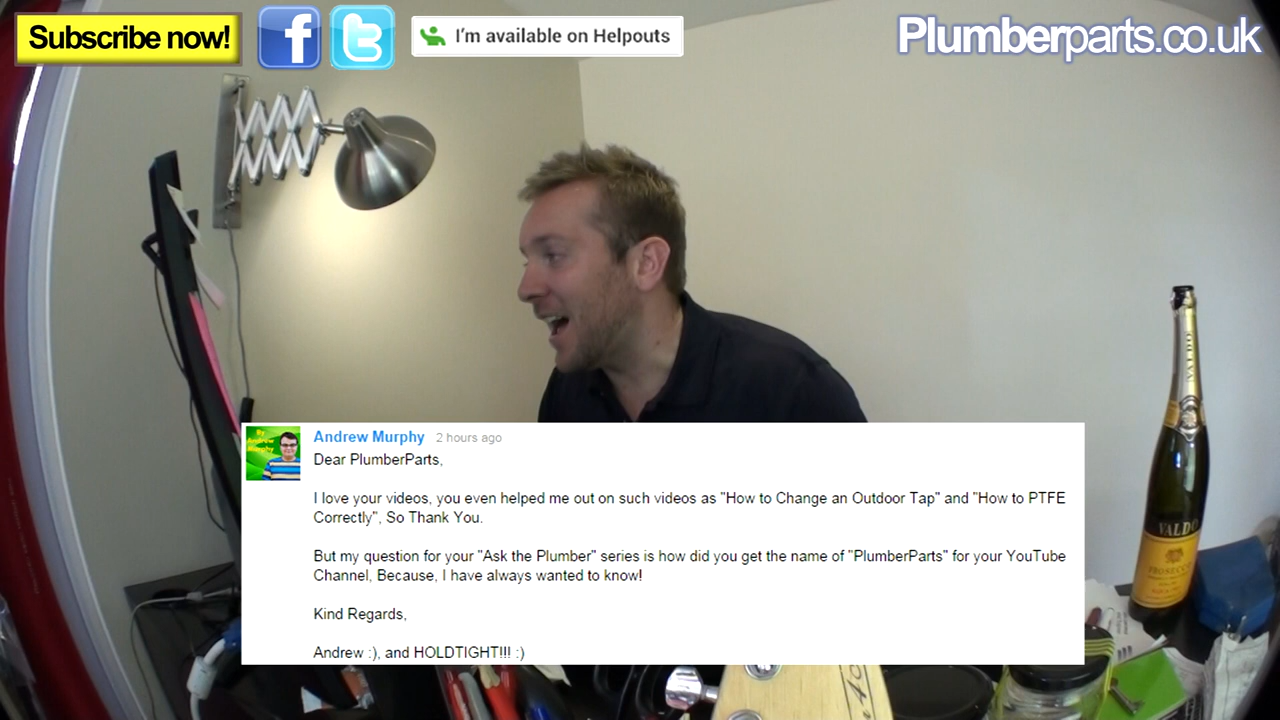 Subscribe now!
I'm available on Helpouts
Plumberparts.co.uk
Andrew Murphy 2 hours ago
By
Andrew
Murphy
Dear PlumberParts,
I love your videos, you even helped me out on such videos as "How to Change an Outdoor Tap" and "How to PTFE
Correctly", So Thank You.
But my question for your "Ask the Plumber" series is how did you get the name of "PlumberParts" for your YouTube
Channel, Because, I have always wanted to know!
Kind Regards,
Andrew :), and HOLDTIGHT!!! :)
VALDO
VALDO
PROSECCO